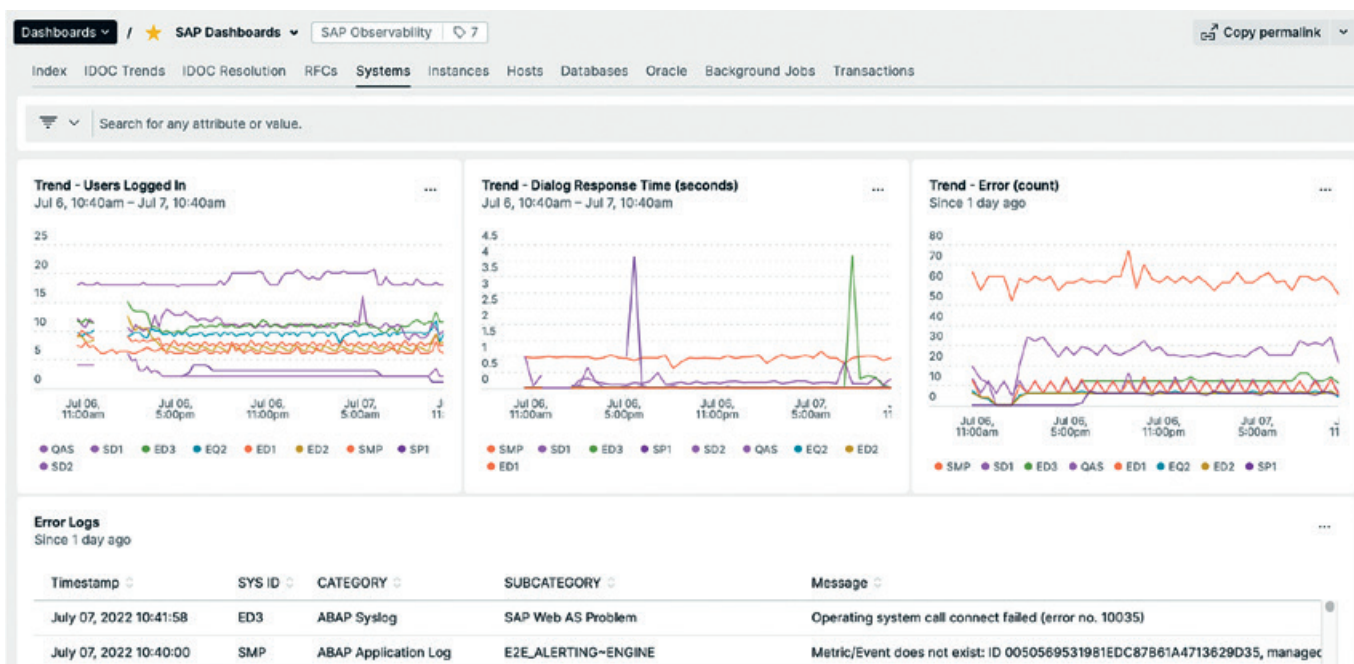 Dashboards / SAP Dashboards SAP Observability 7 Copy permalink
Index IDOC Trends IDOC Resolution RFCs Systems Instances Hosts Databases Oracle Background Jobs Transactions
Search for any attribute or value.
Trend - Users Logged In ...
Jul 6, 10:40am – Jul 7, 10:40am
25
20
15
10
5
0
Jul 06, 11:00am
Jul 06, 5:00pm
Jul 06, 11:00pm
Jul 07, 5:00am
J 11:
QAS SD1 ED3 EQ2 ED1 ED2 SMP SP1
SD2
Trend - Dialog Response Time (seconds) ...
Jul 6, 10:40am – Jul 7, 10:40am
4.5
4
3.5
3
2.5
2
1.5
1
0.5
0
Jul 06, 11:00am
Jul 06, 5:00pm
Jul 06, 11:00pm
Jul 07, 5:00am
11
SMP SD1 ED3 SP1 SD2 QAS EQ2 ED2
ED1
Trend - Error (count) ...
Since 1 day ago
80
70
60
50
40
30
20
10
0
Jul 06, 11:00am
Jul 06, 5:00pm
Jul 06, 11:00pm
Jul 07, 5:00am
11
SMP SD1 ED3 QAS ED1 EQ2 ED2 SP1
Error Logs ...
Since 1 day ago
Timestamp SYS ID CATEGORY SUBCATEGORY Message
July 07, 2022 10:41:58 ED3 ABAP Syslog SAP Web AS Problem Operating system call connect failed (error no. 10035)
July 07, 2022 10:40:00 SMP ABAP Application Log E2E_ALERTING~ENGINE Metric/Event does not exist: ID 0050569531981EDC87B61A4713629D35, managed